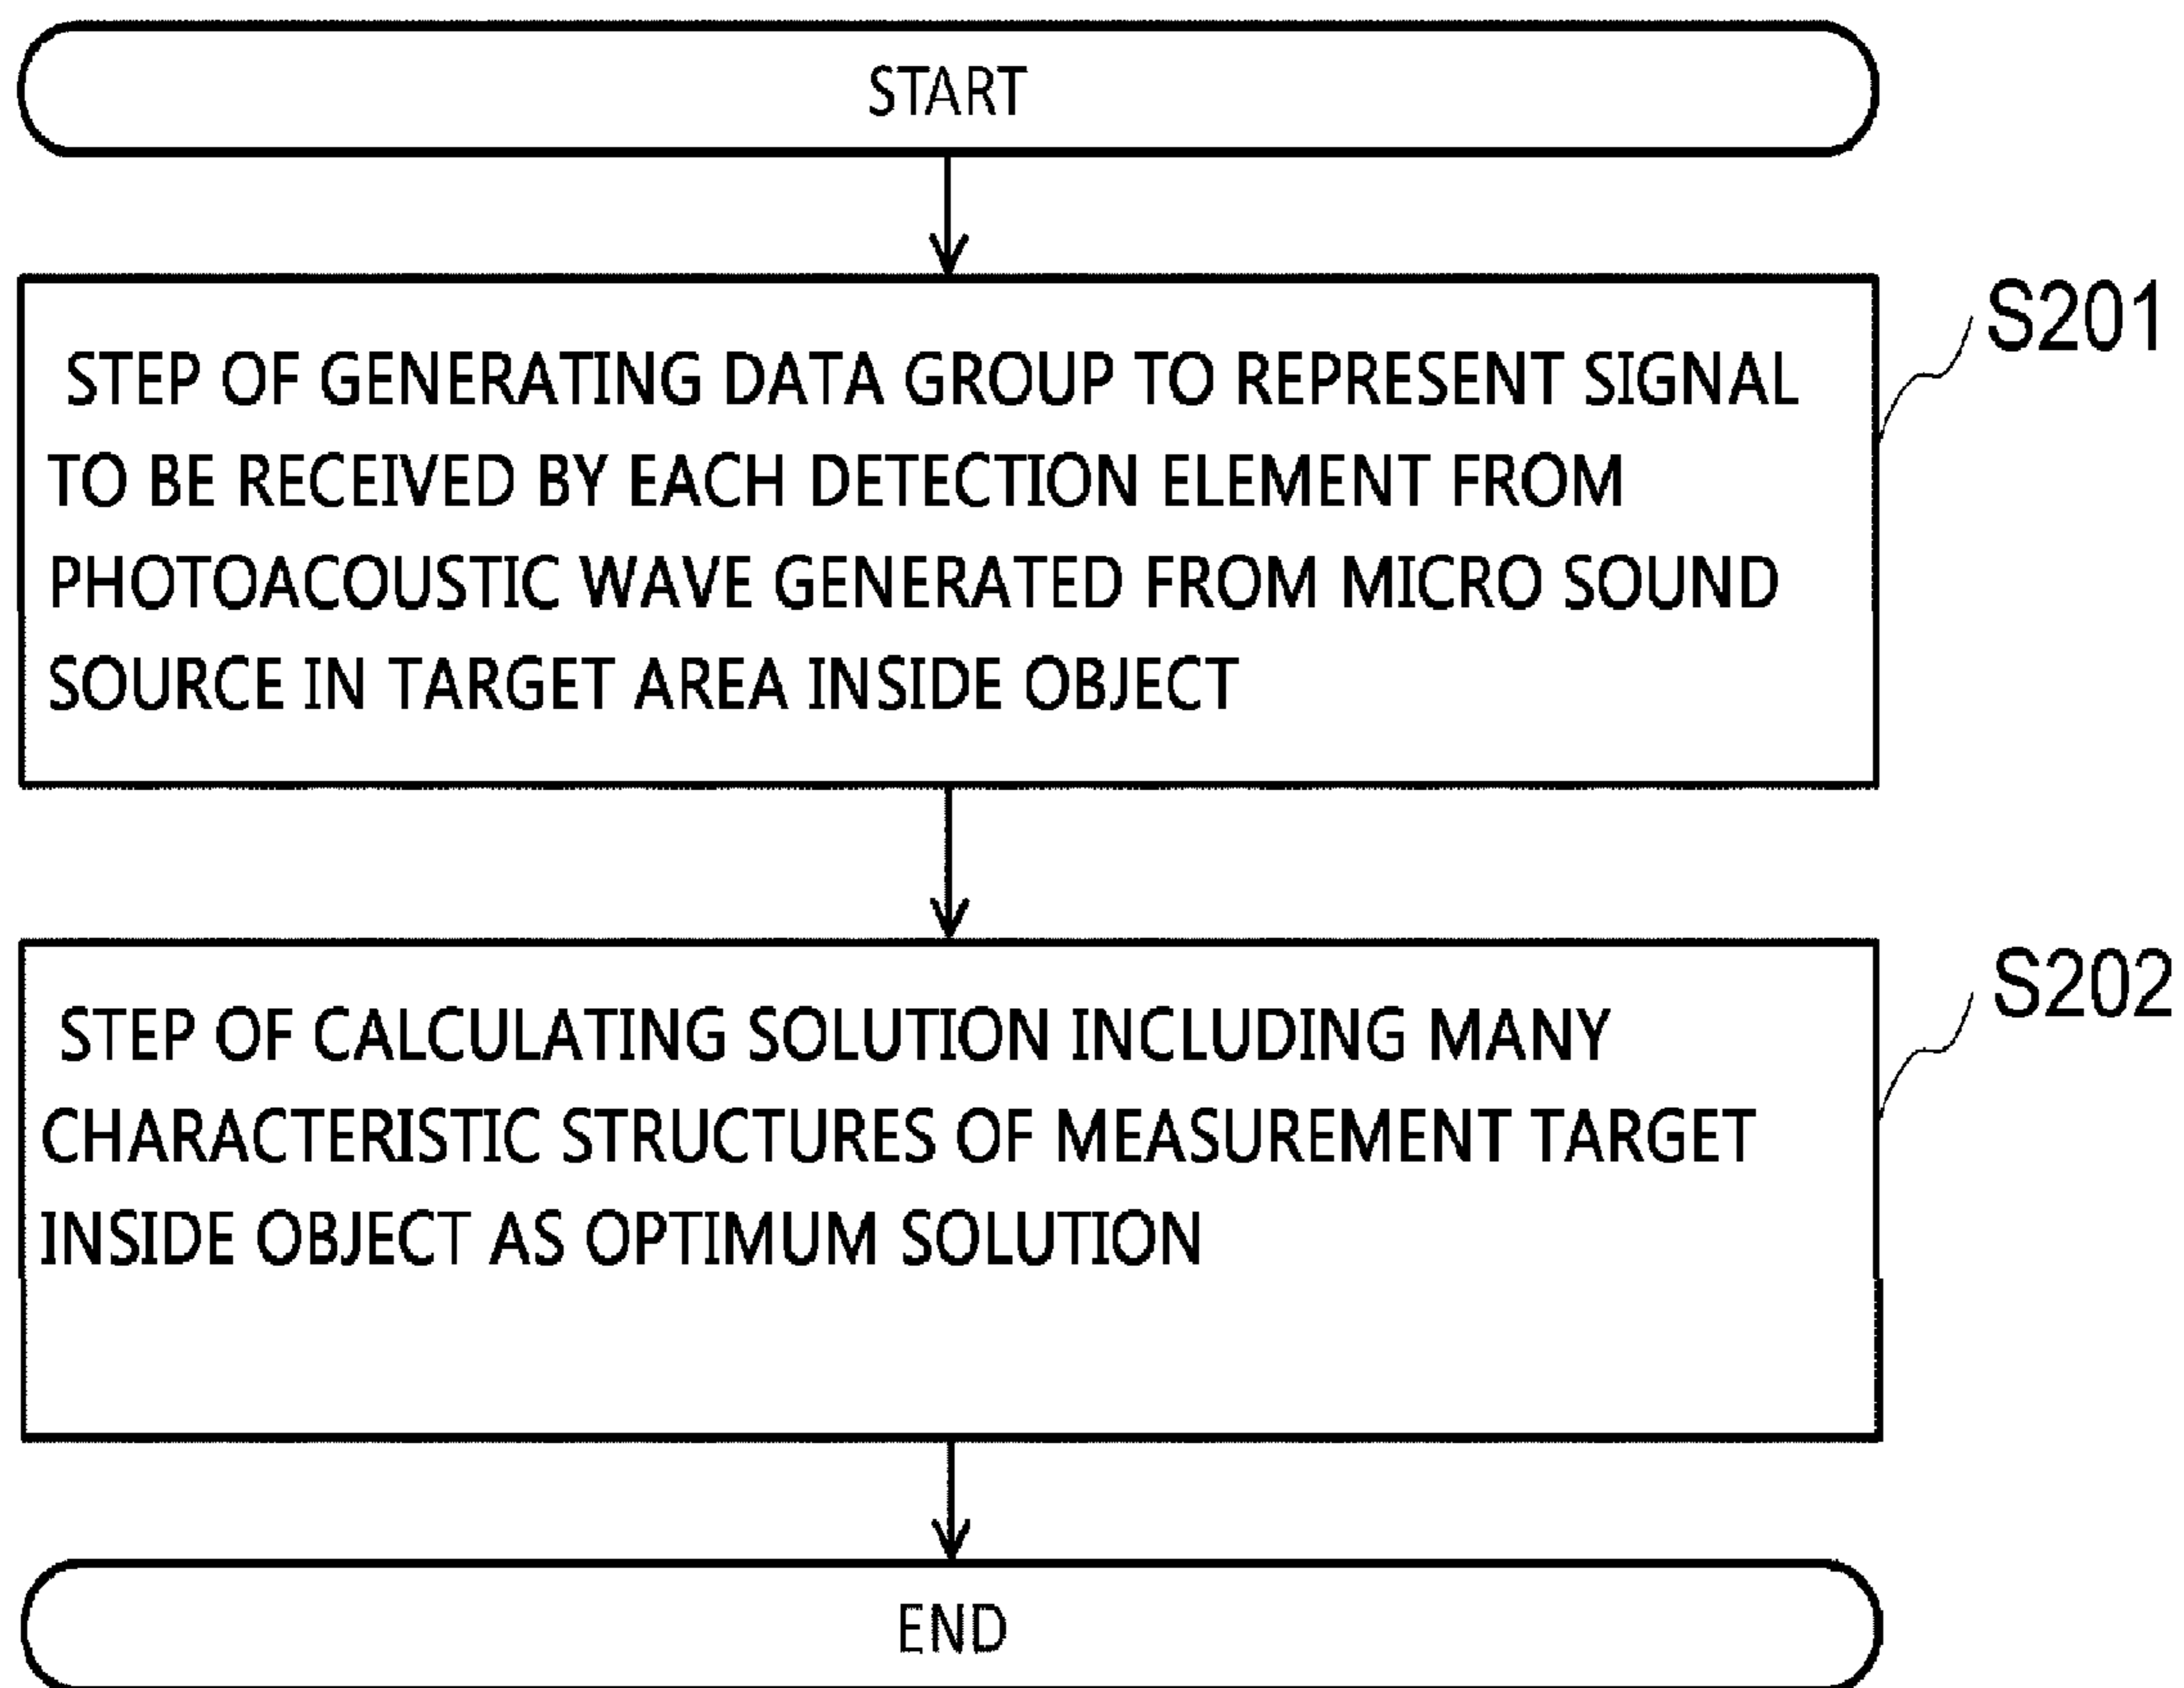 START
S201
STEP OF GENERATING DATA GROUP TO REPRESENT SIGNAL
TO BE RECEIVED BY EACH DETECTION ELEMENT FROM
PHOTOACOUSTIC WAVE GENERATED FROM MICRO SOUND
SOURCE IN TARGET AREA INSIDE OBJECT
S202
STEP OF CALCULATING SOLUTION INCLUDING MANY
CHARACTERISTIC STRUCTURES OF MEASUREMENT TARGET
INSIDE OBJECT AS OPTIMUM SOLUTION
END